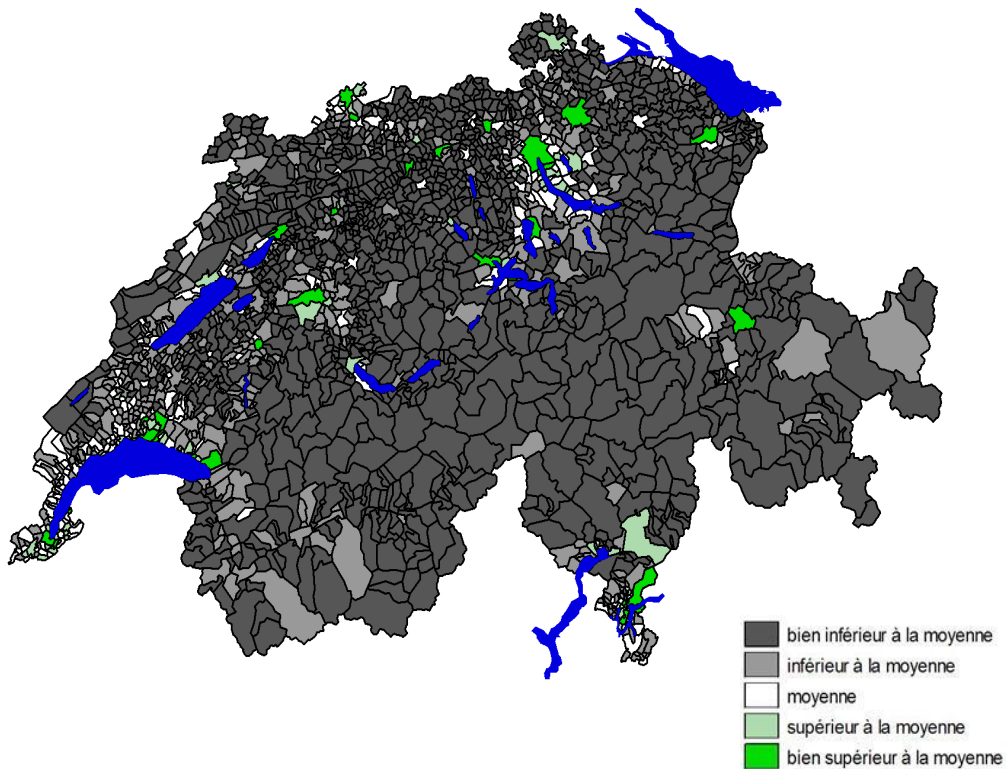 bien inférieur à la moyenne
inférieur à la moyenne
moyenne
supérieur à la moyenne
bien supérieur à la moyenne